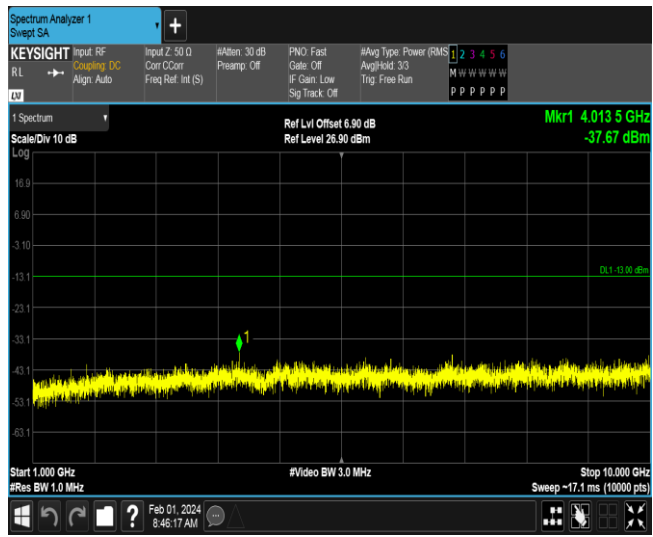 Spectrum Analyzer 1
Swept SA
+
KEYSIGHT
RL
LXI
Input: RF
Coupling: DC
Align: Auto
Input Z: 50 Ω
Corr CCorr
Freq Ref: Int (S)
#Atten: 30 dB
Preamp: Off
PNO: Fast
Gate: Off
IF Gain: Low
Sig Track: Off
#Avg Type: Power (RMS
Avg|Hold: 3/3
Trig: Free Run
1 2 3 4 5 6
M W W W W W
P P P P P P
1 Spectrum
Scale/Div 10 dB
Log
Ref Lvl Offset 6.90 dB
Ref Level 26.90 dBm
Mkr1 4.013 5 GHz
-37.67 dBm
16.9
6.90
-3.10
-13.1
-23.1
-33.1
-43.1
-53.1
-63.1
DL1 -13.00 dBm
1
Start 1.000 GHz
#Res BW 1.0 MHz
#Video BW 3.0 MHz
Stop 10.000 GHz
Sweep ~17.1 ms (10000 pts)
?
Feb 01, 2024
8:46:17 AM